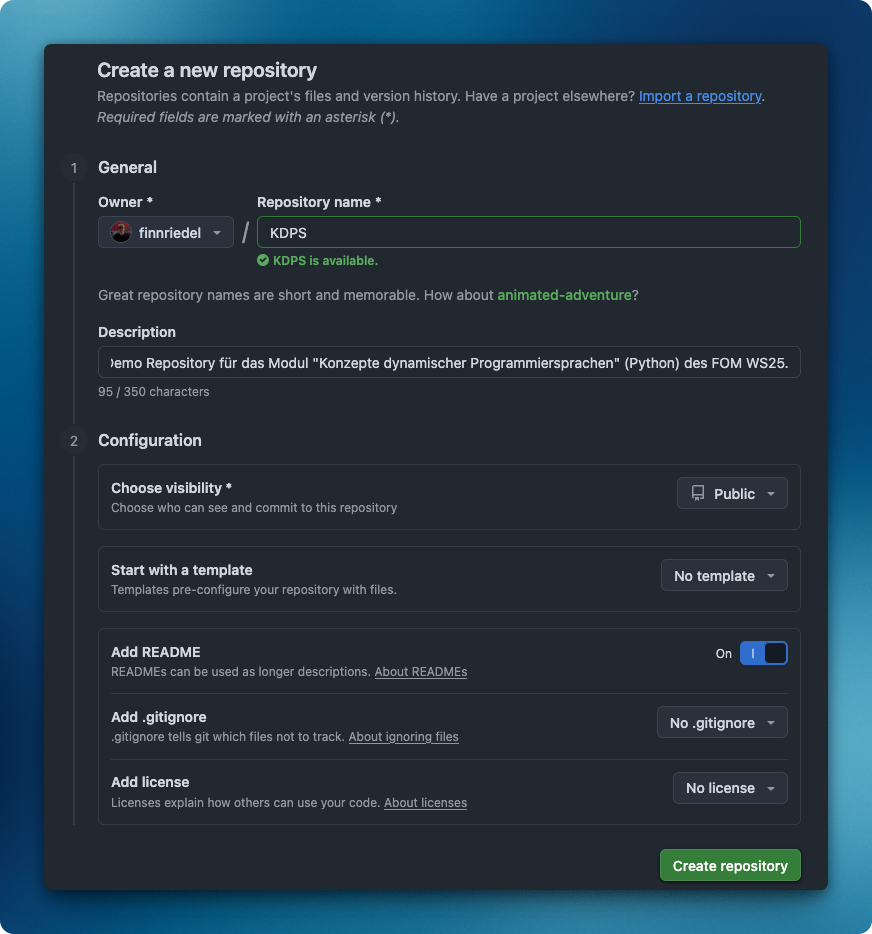 Create a new repository
Repositories contain a project's files and version history. Have a project elsewhere? Import a repository.
Required fields are marked with an asterisk (*).
1 General
Owner * Repository name *
finnriedel / KDPS
KDPS is available.
Great repository names are short and memorable. How about animated-adventure?
Description
Demo Repository für das Modul "Konzepte dynamischer Programmiersprachen" (Python) des FOM WS25.
95 / 350 characters
2 Configuration
Choose visibility * Public
Choose who can see and commit to this repository
Start with a template No template
Templates pre-configure your repository with files.
Add README On
READMEs can be used as longer descriptions. About READMEs
Add .gitignore No .gitignore
.gitignore tells git which files not to track. About ignoring files
Add license No license
Licenses explain how others can use your code. About licenses
Create repository